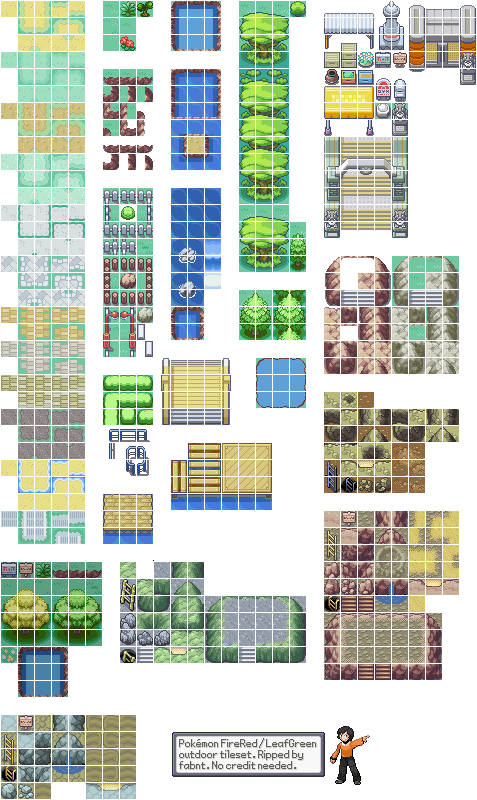 Pokémon FireRed/LeafGreen
outdoor tileset. Ripped by
fabnt. No credit needed.